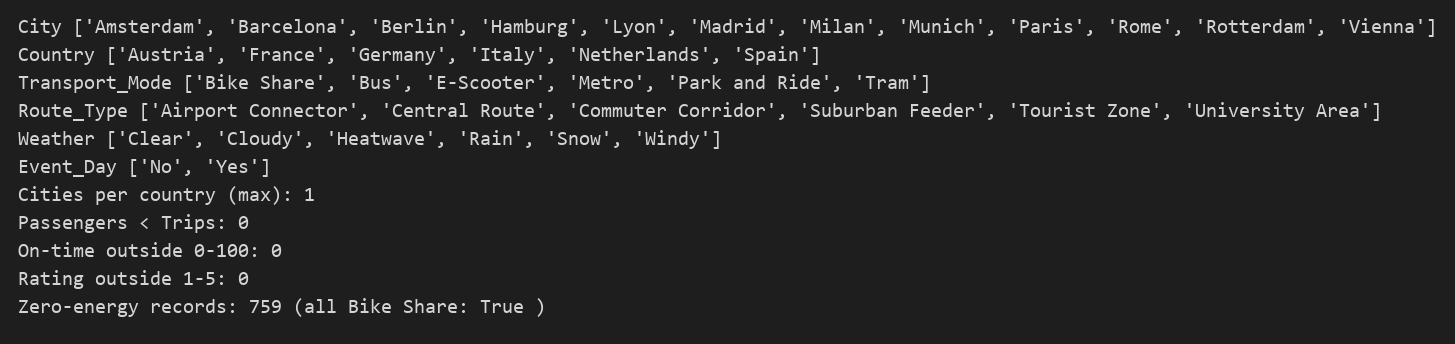 City ['Amsterdam', 'Barcelona', 'Berlin', 'Hamburg', 'Lyon', 'Madrid', 'Milan', 'Munich', 'Paris', 'Rome', 'Rotterdam', 'Vienna']
Country ['Austria', 'France', 'Germany', 'Italy', 'Netherlands', 'Spain']
Transport_Mode ['Bike Share', 'Bus', 'E-Scooter', 'Metro', 'Park and Ride', 'Tram']
Route_Type ['Airport Connector', 'Central Route', 'Commuter Corridor', 'Suburban Feeder', 'Tourist Zone', 'University Area']
Weather ['Clear', 'Cloudy', 'Heatwave', 'Rain', 'Snow', 'Windy']
Event_Day ['No', 'Yes']
Cities per country (max): 1
Passengers < Trips: 0
On-time outside 0-100: 0
Rating outside 1-5: 0
Zero-energy records: 759 (all Bike Share: True )